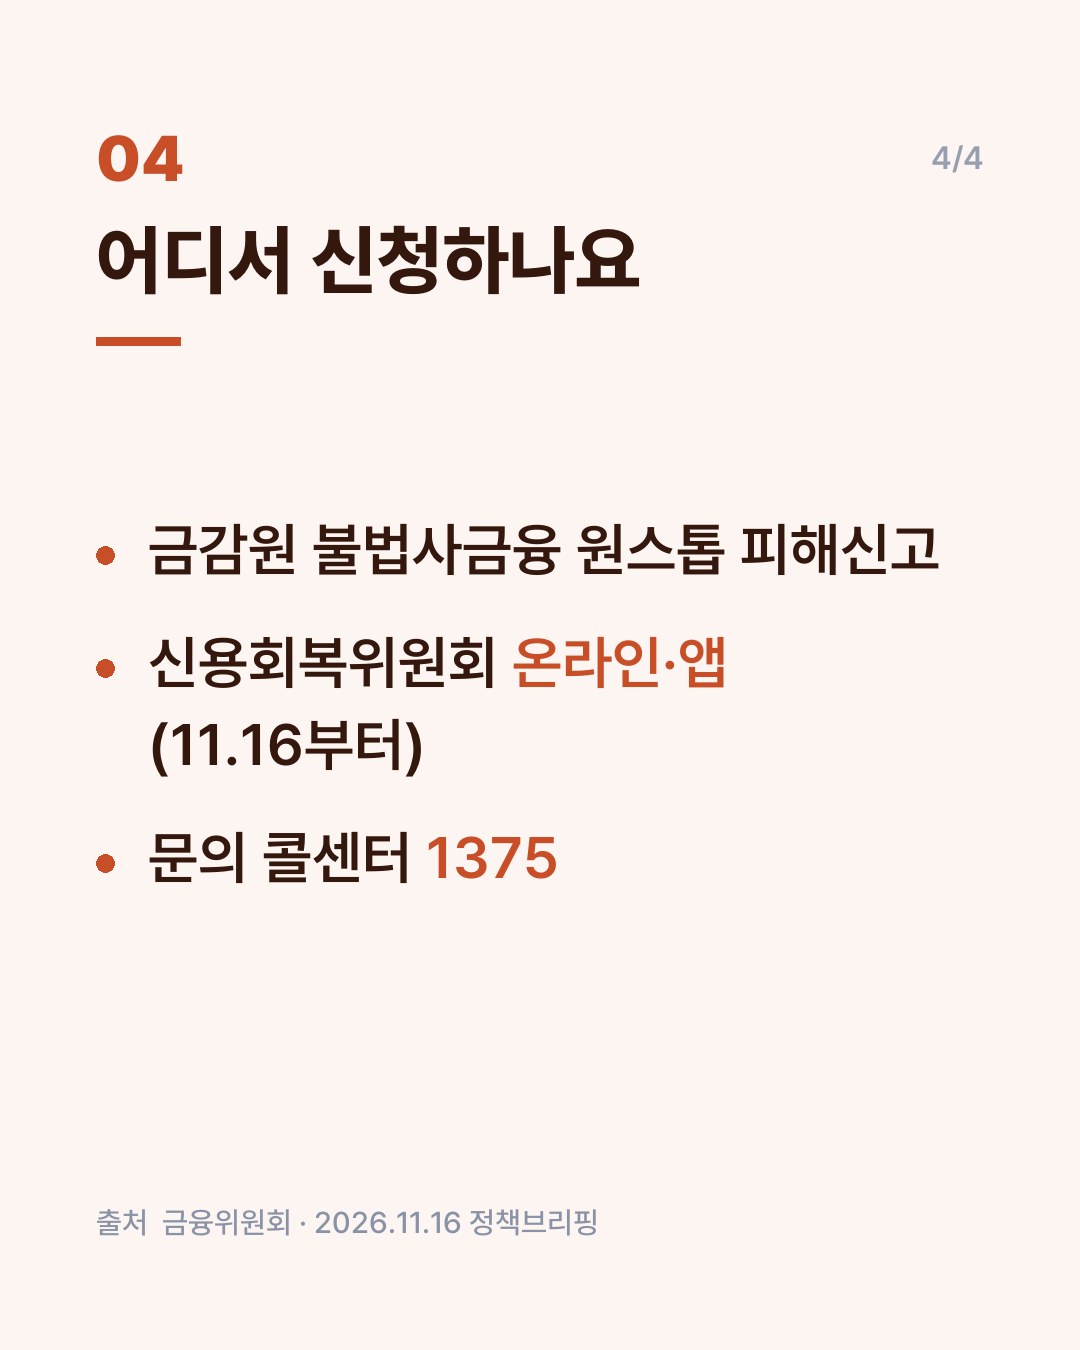 04
4/4
어디서 신청하나요
금감원 불법사금융 원스톱 피해신고
신용회복위원회 온라인·앱
(11.16부터)
문의 콜센터 1375
출처 금융위원회 · 2026.11.16 정책브리핑